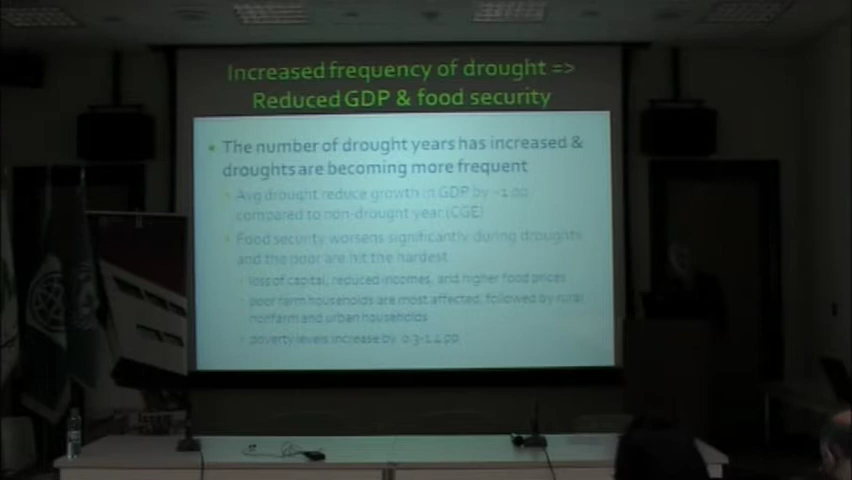 Increased frequency of drought =>
Reduced GDP & food security
• The number of drought years has increased &
droughts are becoming more frequent
Avg drought reduce growth in GDP by
compared to non-drought year (CGE)
Food security worsens significantly during droughts
and the poor are hit the hardest
loss of capital, reduced incomes, and higher food prices
poor farm households are most affected, followed by rural
nonfarm and urban households
poverty levels increase by